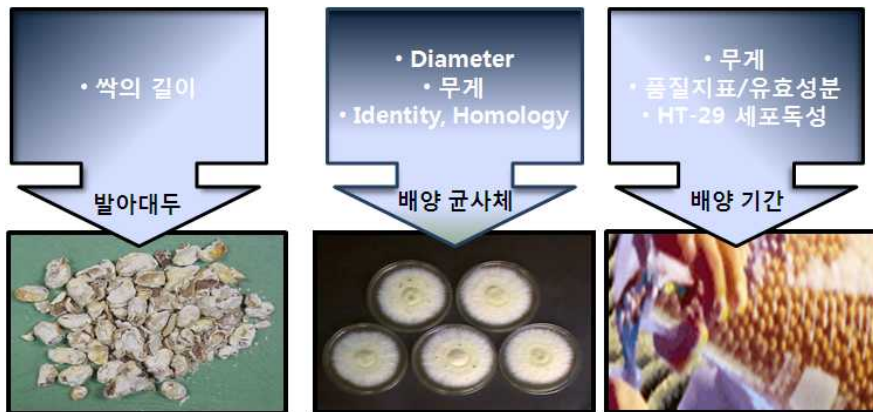 • 싹의 길이
발아대두
• Diameter
• 무게
• Identity, Homology
배양 균사체
• 무게
• 품질지표/유효성분
• HT-29 세포독성
배양 기간